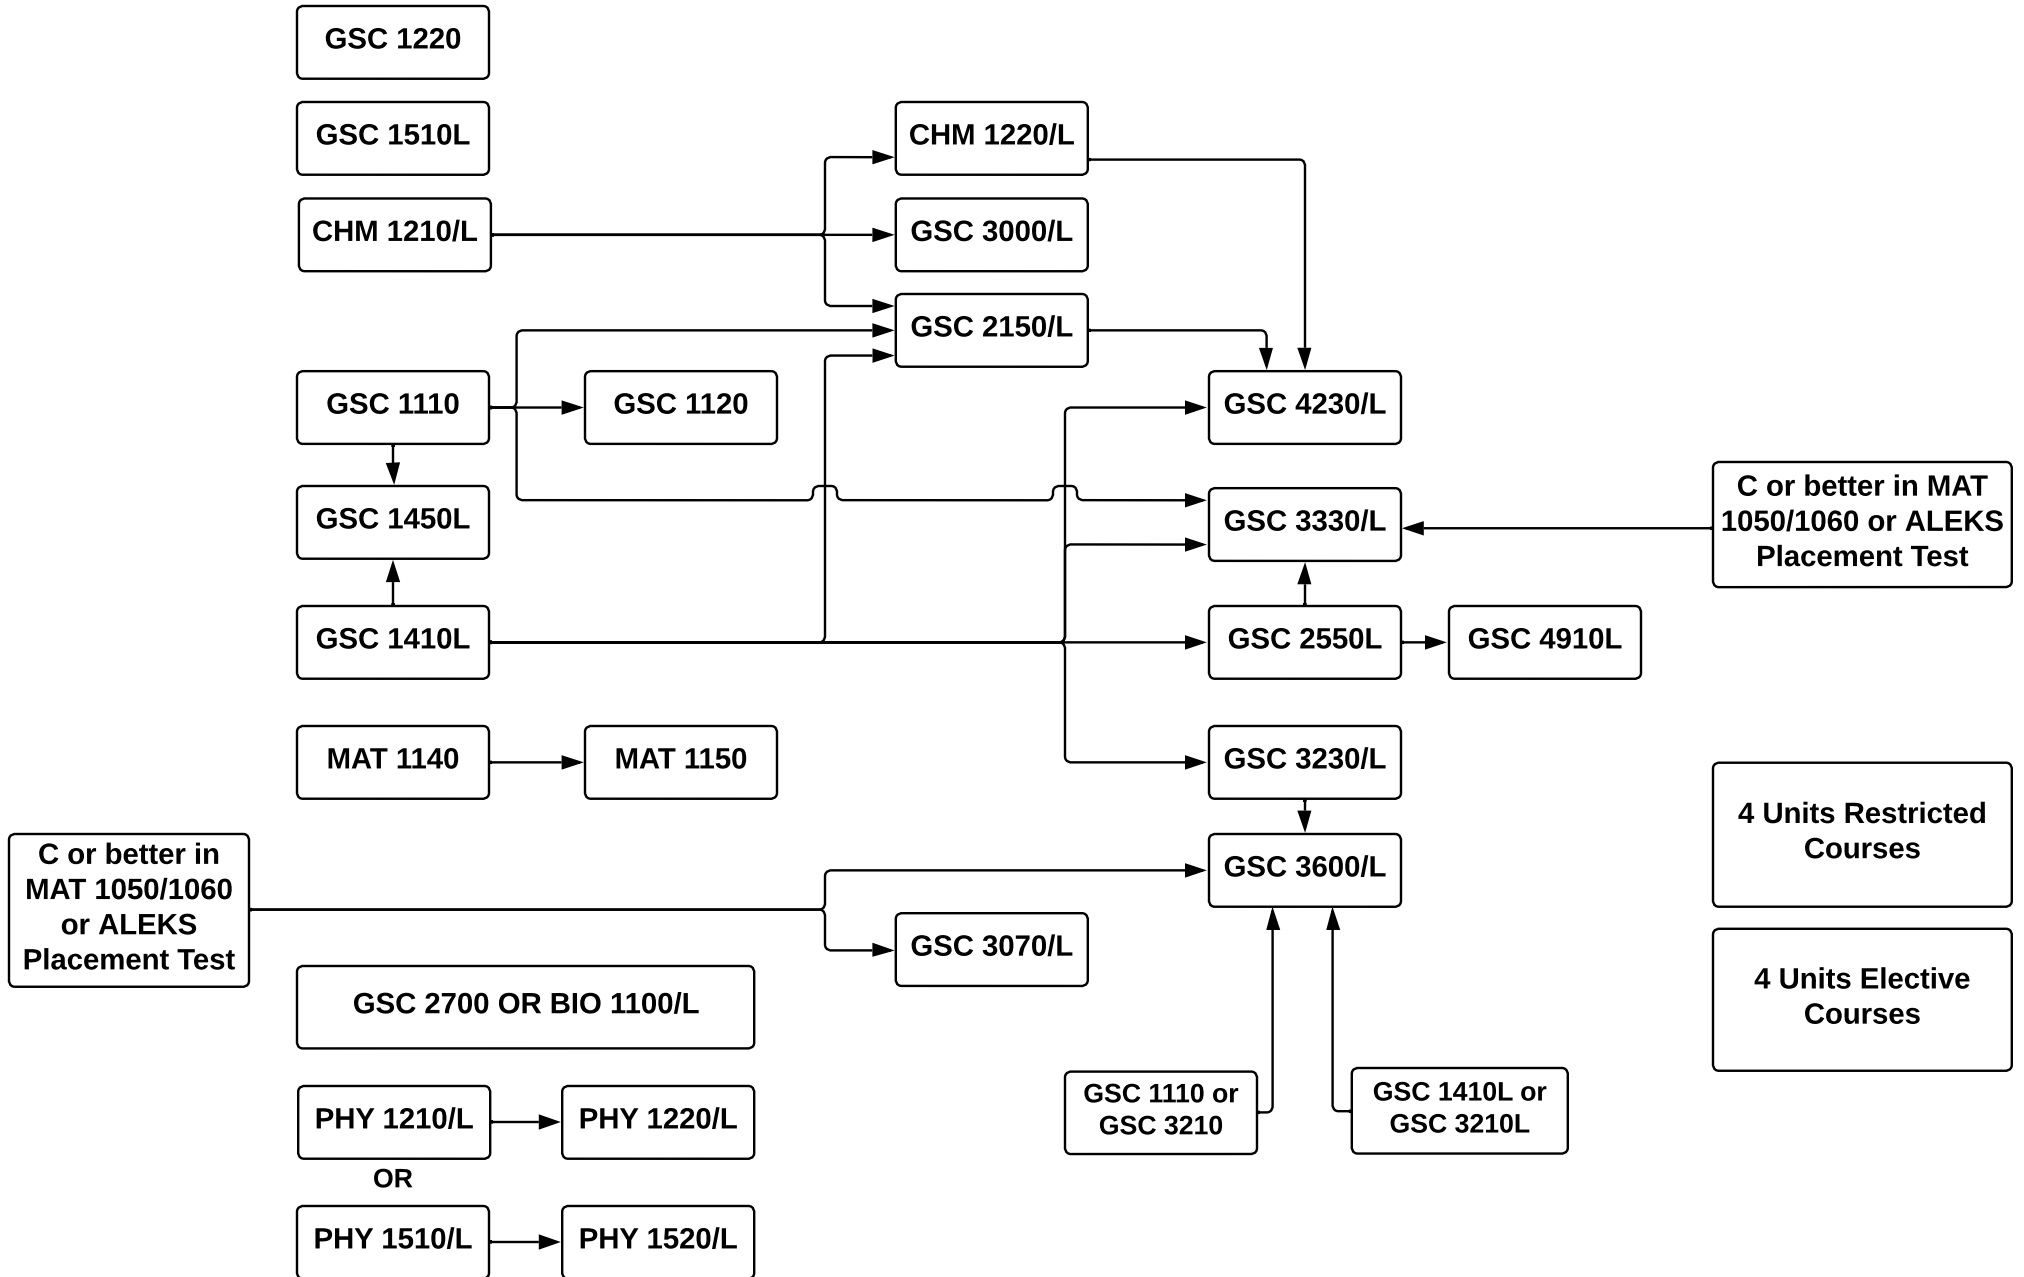 GSC 1220
GSC 1510L
CHM 1220/L
CHM 1210/L
GSC 3000/L
GSC 2150/L
GSC 1110
GSC 1120
GSC 4230/L
GSC 1450L
GSC 3330/L
C or better in MAT
1050/1060 or ALEKS
Placement Test
GSC 1410L
GSC 2550L
GSC 4910L
MAT 1140
MAT 1150
GSC 3230/L
4 Units Restricted
Courses
C or better in
MAT 1050/1060
or ALEKS
Placement Test
GSC 3600/L
GSC 3070/L
4 Units Elective
Courses
GSC 2700 OR BIO 1100/L
GSC 1110 or
GSC 3210
GSC 1410L or
GSC 3210L
PHY 1210/L
PHY 1220/L
OR
PHY 1510/L
PHY 1520/L